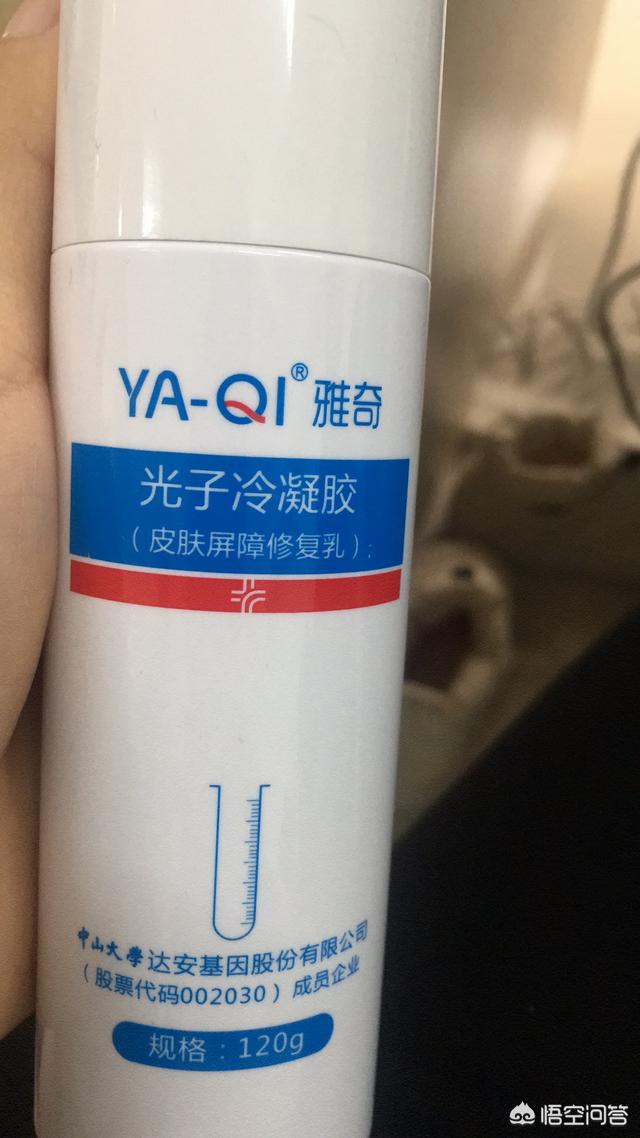 YA-QI® 雅奇
光子冷凝胶
（皮肤屏障修复乳）
中山大學达安基因股份有限公司
（股票代码002030）成员企业
规格：120g
悟空问答